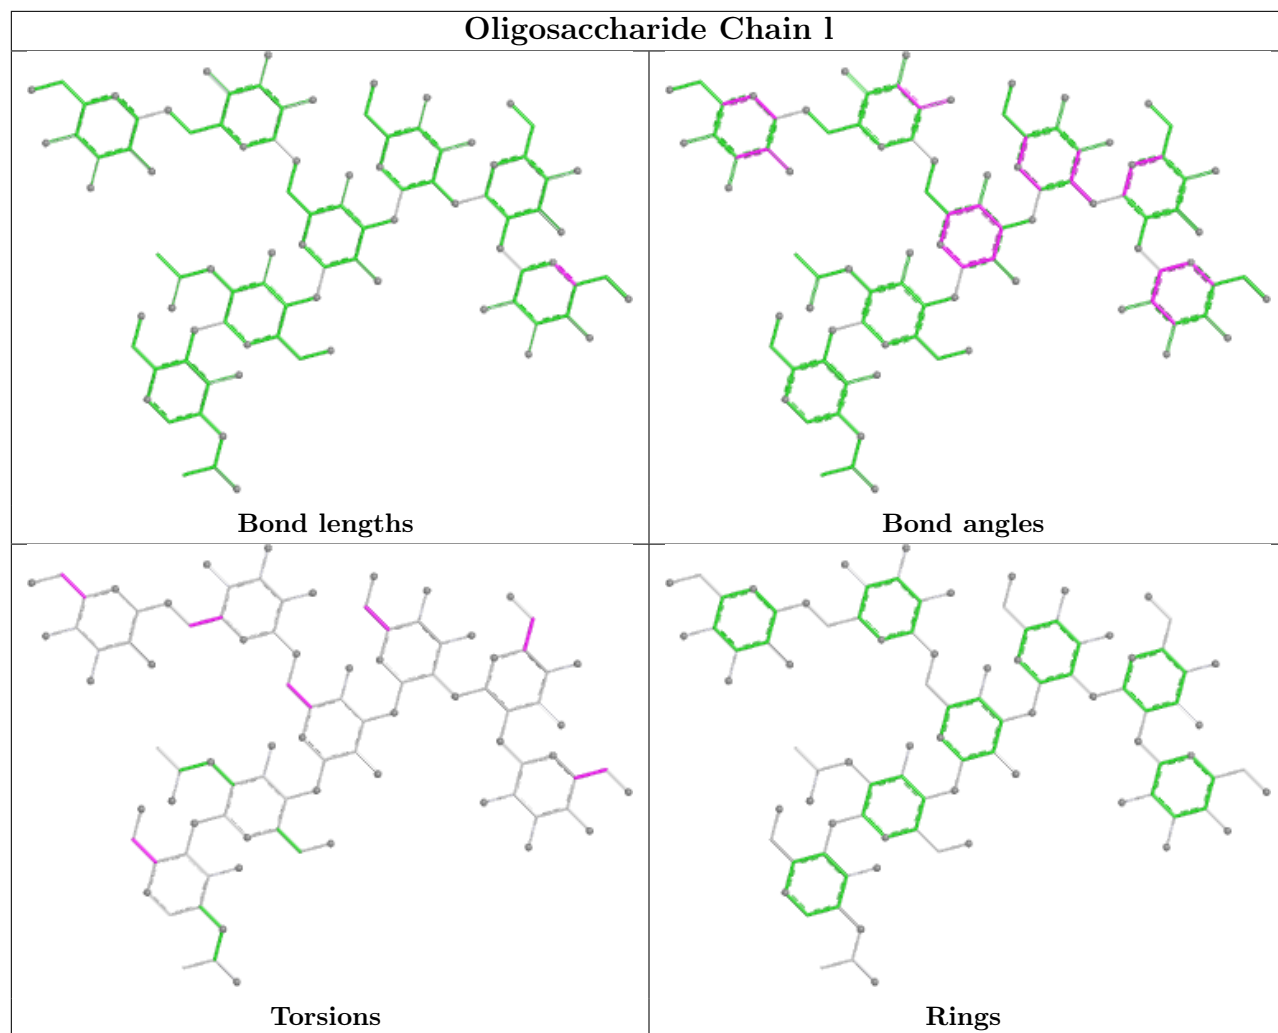 Oligosaccharide Chain l
Bond lengths
Bond angles
Torsions
Rings